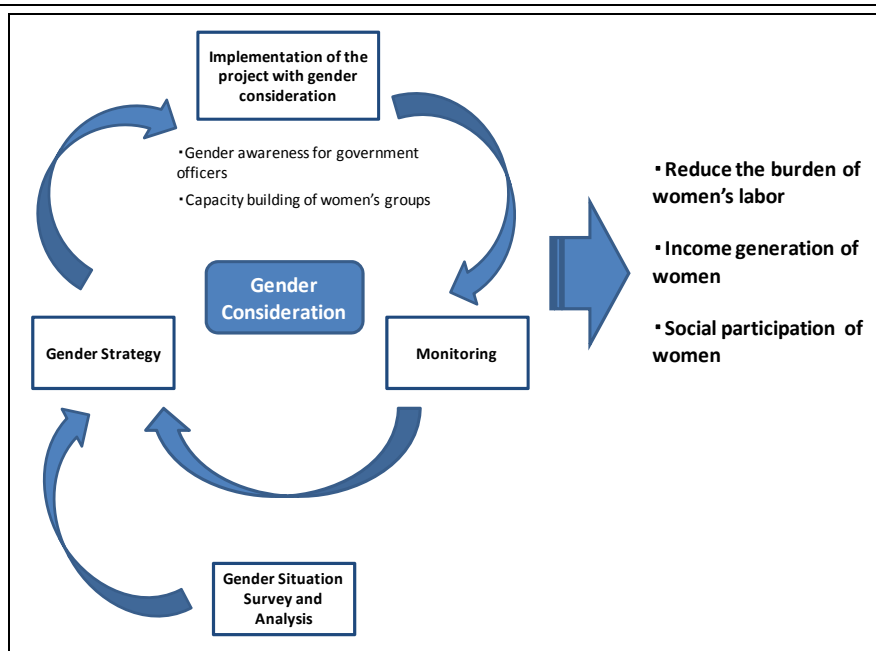 Implementation of the
project with gender
consideration
・Gender awareness for government
officers
・Capacity building of women’s groups
Gender
Consideration
Gender Strategy
Monitoring
Gender Situation
Survey and
Analysis
・Reduce the burden of
women’s labor
・Income generation of
women
・Social participation of
women